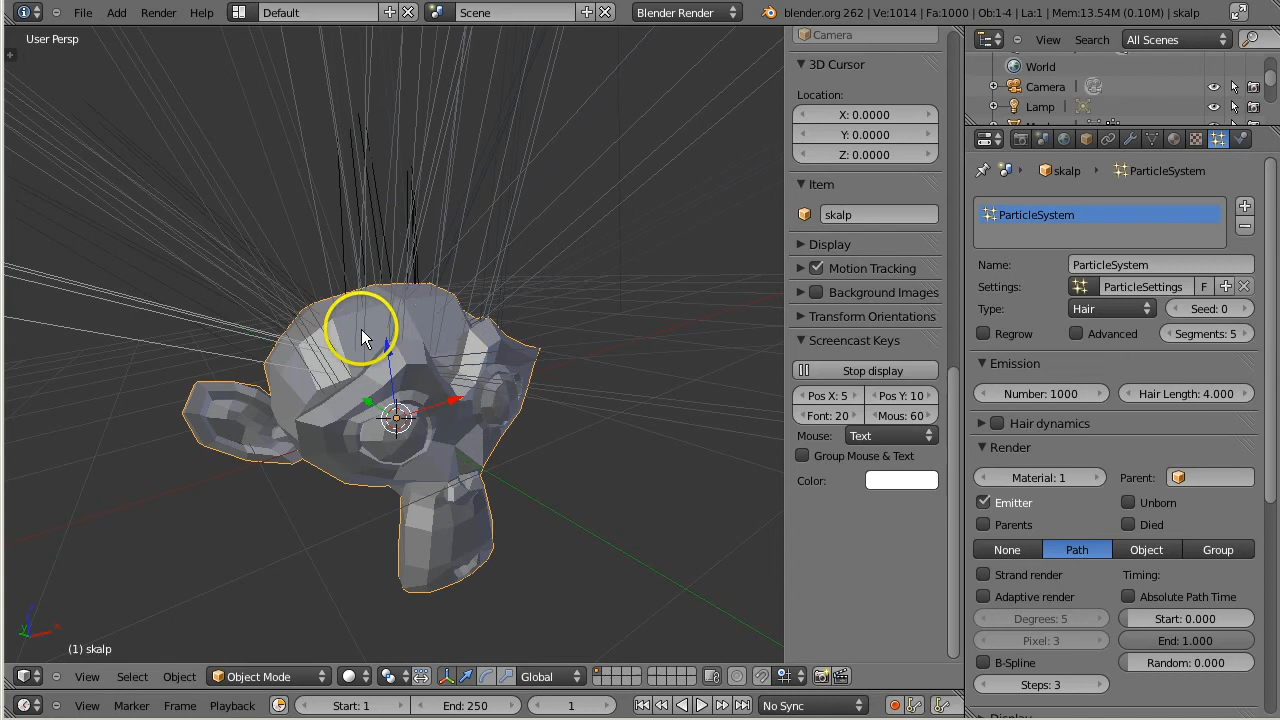 File Add Render Help Default Scene Blender Render blender.org 262 | Ve:1014 | Fa:1000 | Ob:1-4 | La:1 | Mem:13.54M (0.10M) | skalp
User Persp
Camera
3D Cursor
Location:
X: 0.0000
Y: 0.0000
Z: 0.0000
Item
skalp
Display
Motion Tracking
Background Images
Transform Orientations
Screencast Keys
Stop display
Pos X: 5 Pos Y: 10
Font: 20 Mous: 60
Mouse: Text
Group Mouse & Text
Color:
View Search All Scenes
World
Camera
Lamp
skalp ParticleSystem
ParticleSystem
Name: ParticleSystem
Settings: ParticleSettings F
Type: Hair Seed: 0
Regrow Advanced Segments: 5
Emission
Number: 1000 Hair Length: 4.000
Hair dynamics
Render
Material: 1 Parent:
Emitter Unborn
Parents Died
None Path Object Group
Strand render Timing:
Adaptive render Absolute Path Time
Degrees: 5 Start: 0.000
Pixel: 3 End: 1.000
B-Spline Random: 0.000
Steps: 3
z
x
y
(1) skalp
View Select Object Object Mode Global
View Marker Frame Playback Start: 1 End: 250 1 No Sync